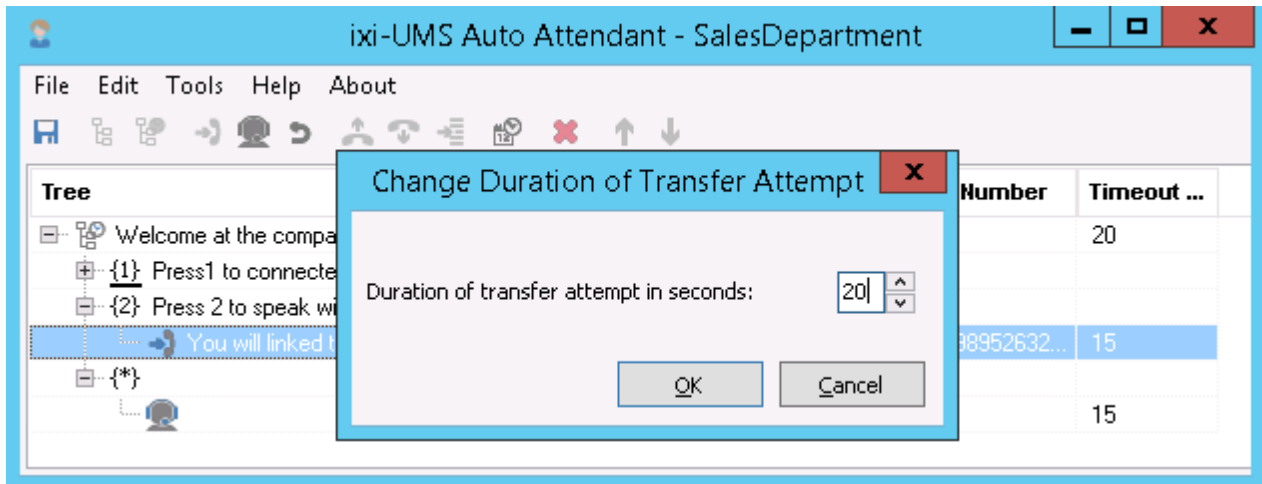 ixi-UMS Auto Attendant - SalesDepartment
File Edit Tools Help About
Change Duration of Transfer Attempt
Tree Number Timeout ...
Welcome at the compa 20
{1} Press1 to connecte
Duration of transfer attempt in seconds: 20
{2} Press 2 to speak wi
You will linked t 98952632... 15
{*}
OK Cancel
15